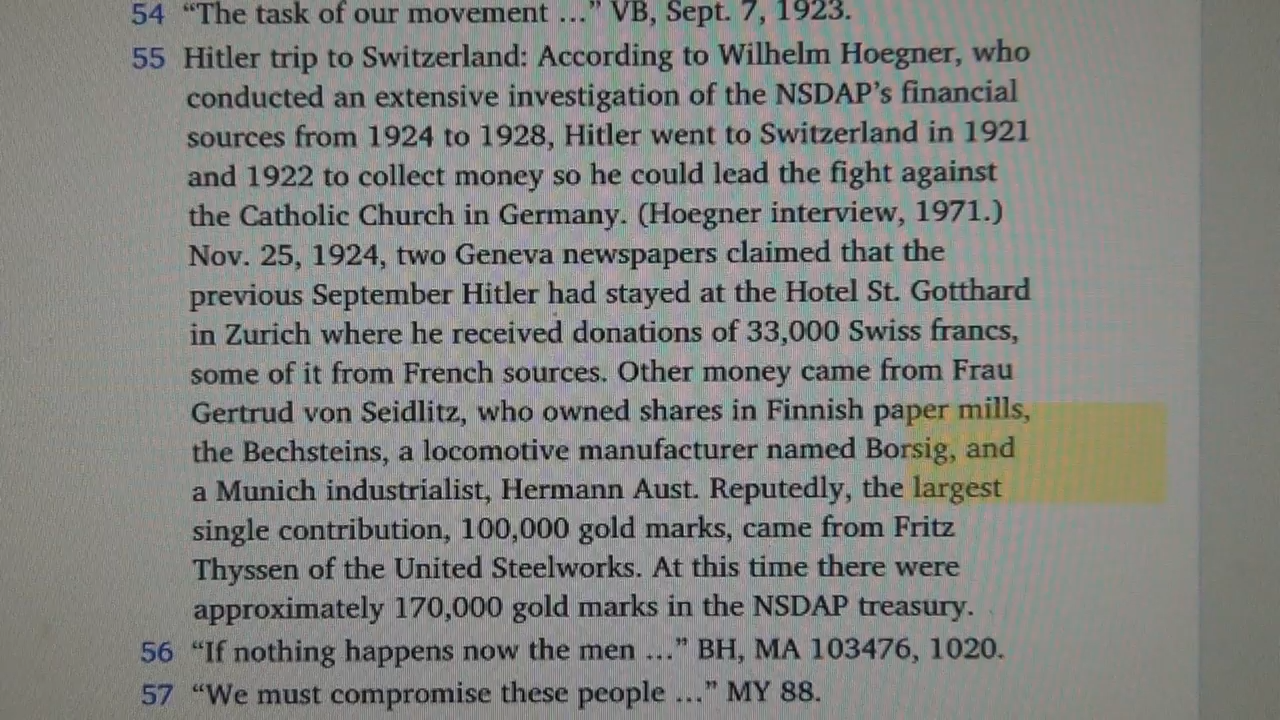 54 “The task of our movement ...” VB, Sept. 7, 1923.
55 Hitler trip to Switzerland: According to Wilhelm Hoegner, who
conducted an extensive investigation of the NSDAP’s financial
sources from 1924 to 1928, Hitler went to Switzerland in 1921
and 1922 to collect money so he could lead the fight against
the Catholic Church in Germany. (Hoegner interview, 1971.)
Nov. 25, 1924, two Geneva newspapers claimed that the
previous September Hitler had stayed at the Hotel St. Gotthard
in Zurich where he received donations of 33,000 Swiss francs,
some of it from French sources. Other money came from Frau
Gertrud von Seidlitz, who owned shares in Finnish paper mills,
the Bechsteins, a locomotive manufacturer named Borsig, and
a Munich industrialist, Hermann Aust. Reputedly, the largest
single contribution, 100,000 gold marks, came from Fritz
Thyssen of the United Steelworks. At this time there were
approximately 170,000 gold marks in the NSDAP treasury.
56 “If nothing happens now the men ...” BH, MA 103476, 1020.
57 “We must compromise these people ...” MY 88.